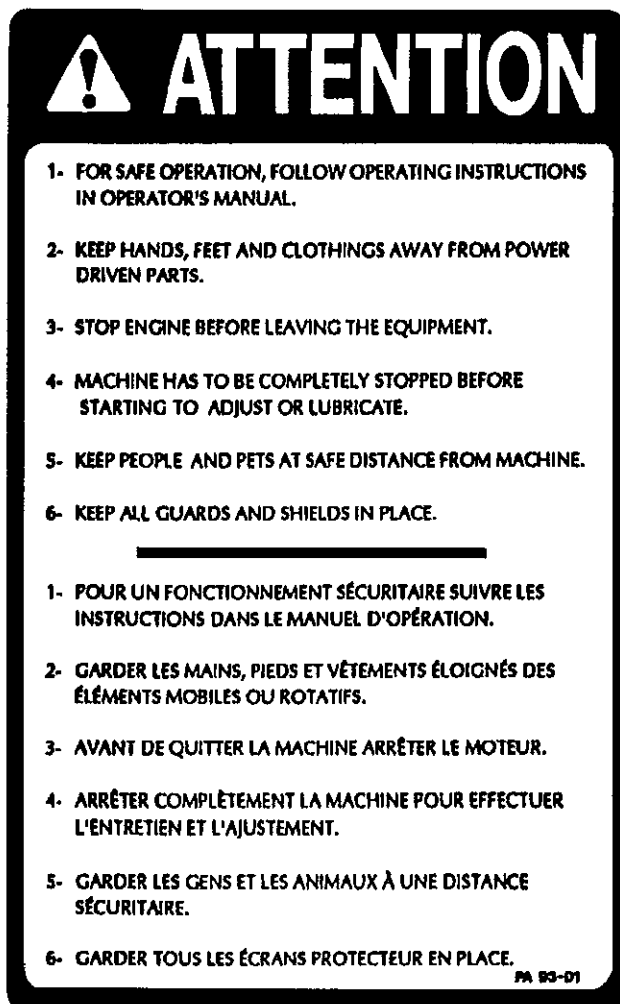 ATTENTION
1- FOR SAFE OPERATION, FOLLOW OPERATING INSTRUCTIONS
IN OPERATOR'S MANUAL.
2- KEEP HANDS, FEET AND CLOTHINGS AWAY FROM POWER
DRIVEN PARTS.
3- STOP ENGINE BEFORE LEAVING THE EQUIPMENT.
4- MACHINE HAS TO BE COMPLETELY STOPPED BEFORE
STARTING TO ADJUST OR LUBRICATE.
5- KEEP PEOPLE AND PETS AT SAFE DISTANCE FROM MACHINE.
6- KEEP ALL GUARDS AND SHIELDS IN PLACE.
1- POUR UN FONCTIONNEMENT SÉCURITAIRE SUIVRE LES
INSTRUCTIONS DANS LE MANUEL D'OPÉRATION.
2- GARDER LES MAINS, PIEDS ET VÊTEMENTS ÉLOIGNÉS DES
ÉLÉMENTS MOBILES OU ROTATIFS.
3- AVANT DE QUITTER LA MACHINE ARRÊTER LE MOTEUR.
4- ARRÊTER COMPLÈTEMENT LA MACHINE POUR EFFECTUER
L'ENTRETIEN ET L'AJUSTEMENT.
5- GARDER LES GENS ET LES ANIMAUX À UNE DISTANCE
SÉCURITAIRE.
6- GARDER TOUS LES ÉCRANS PROTECTEUR EN PLACE.
PA 93-01